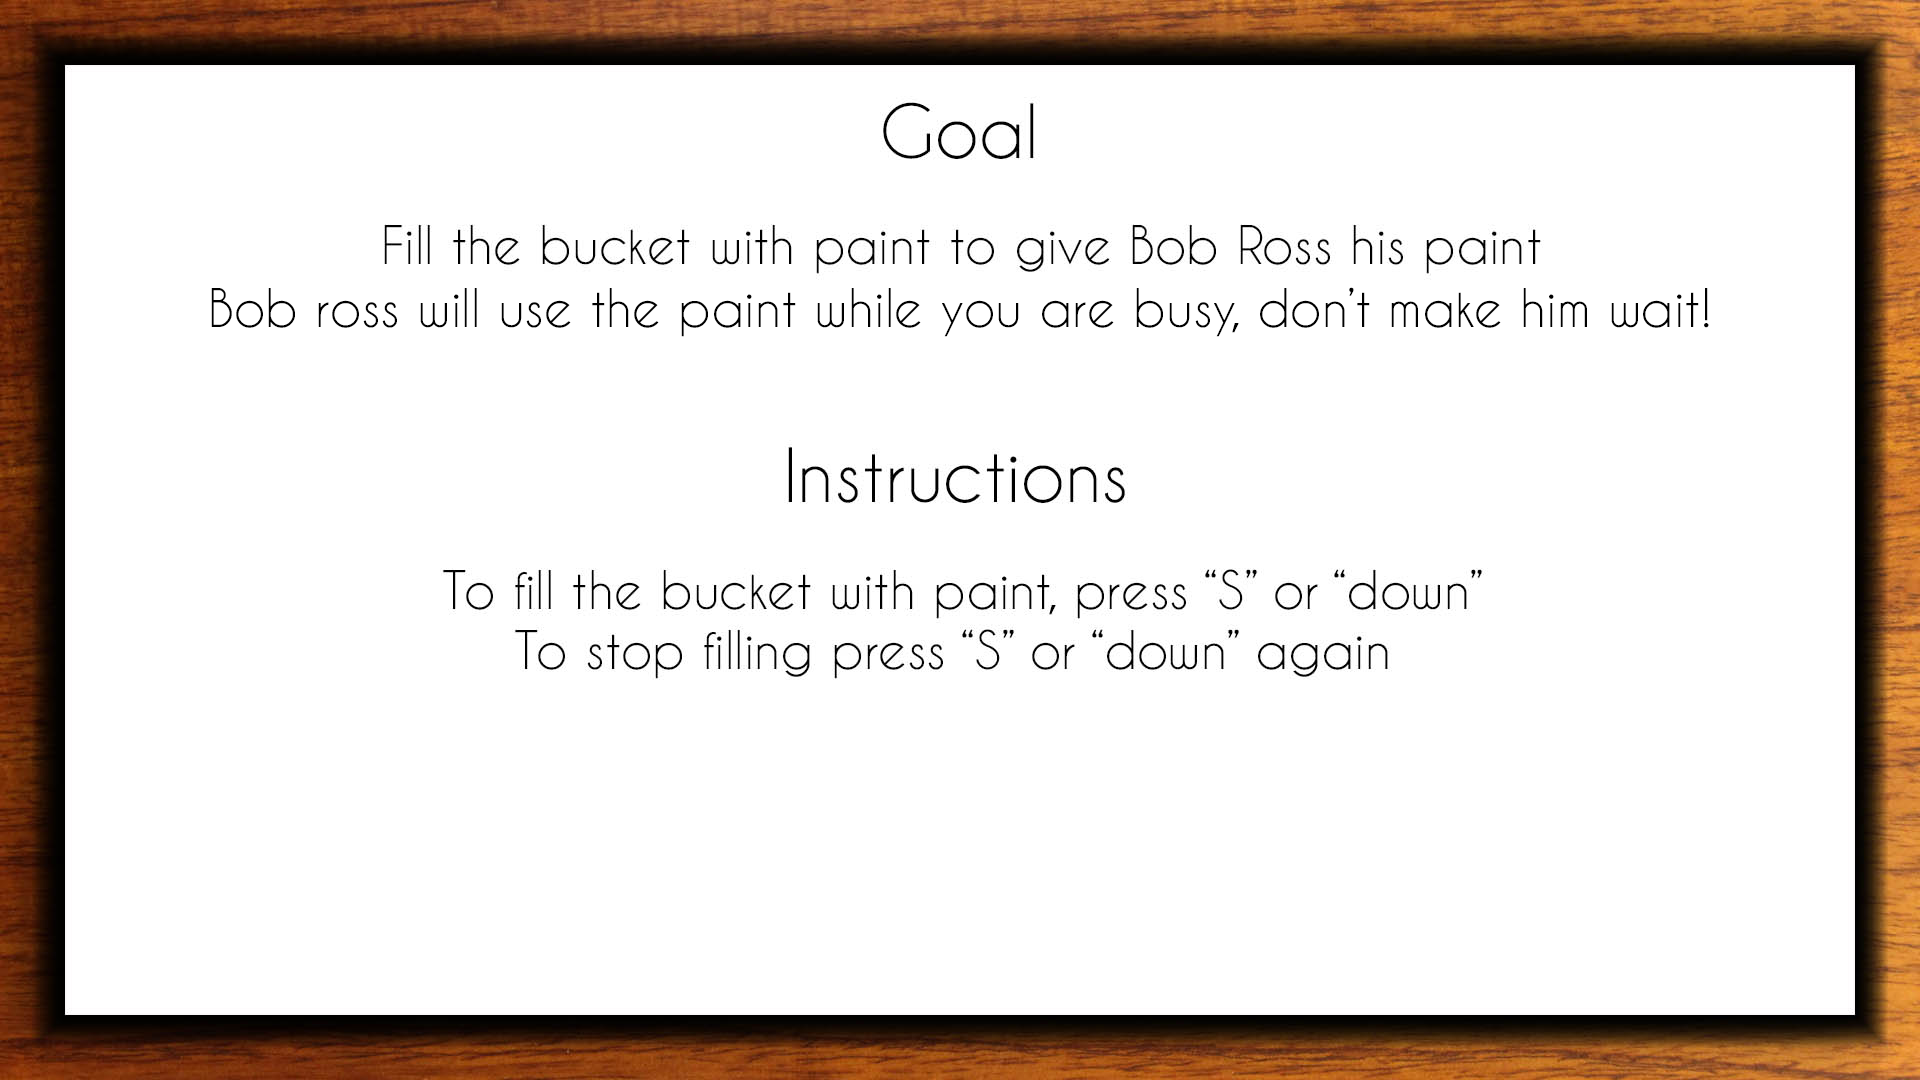 Goal
Fill the bucket with paint to give Bob Ross his paint
Bob ross will use the paint while you are busy, don’t make him wait!
Instructions
To fill the bucket with paint, press “S” or “down”
To stop filling press “S” or “down” again